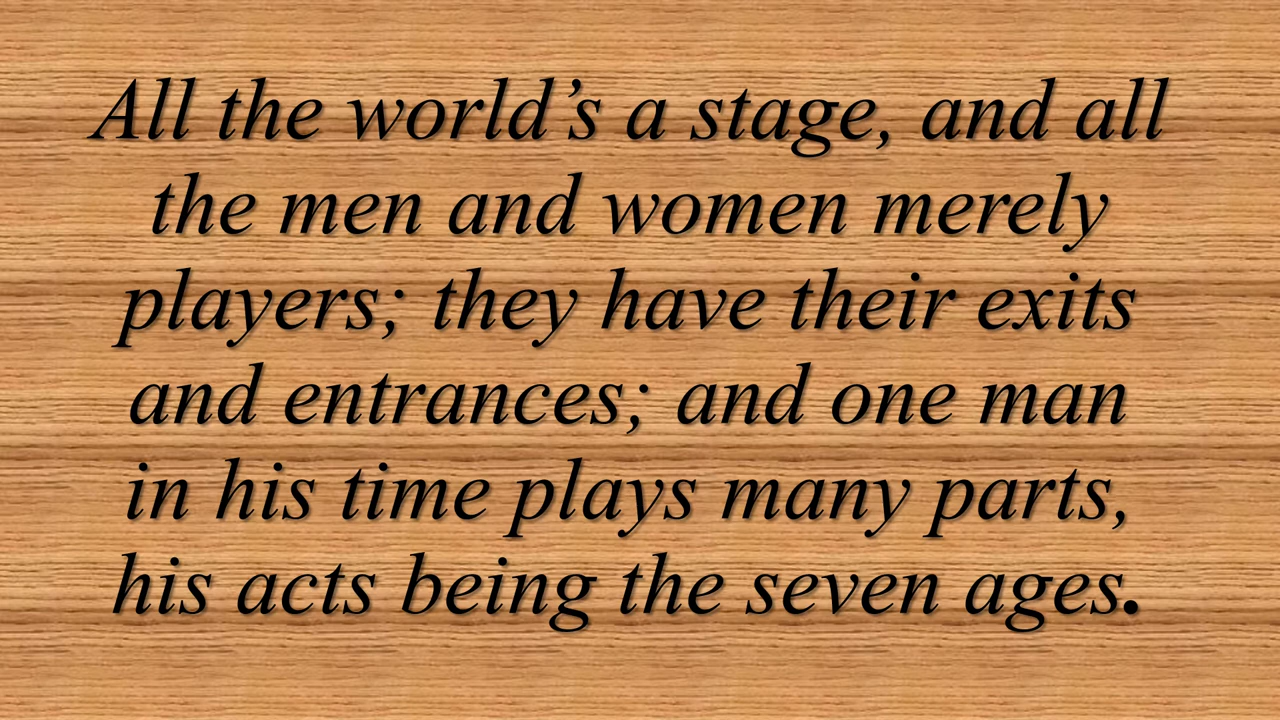 All the world’s a stage, and all
the men and women merely
players; they have their exits
and entrances; and one man
in his time plays many parts,
his acts being the seven ages.